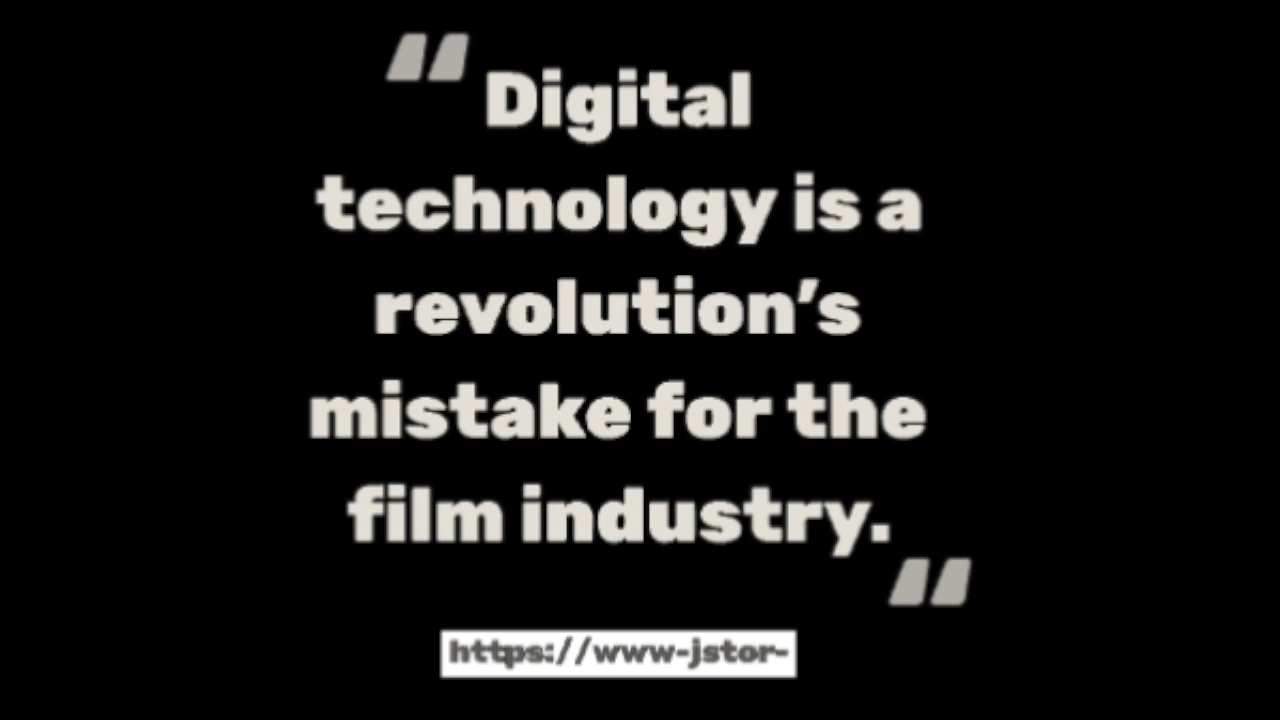 “Digital
technology is a
revolution’s
mistake for the
film industry.”
https://www-jstor-